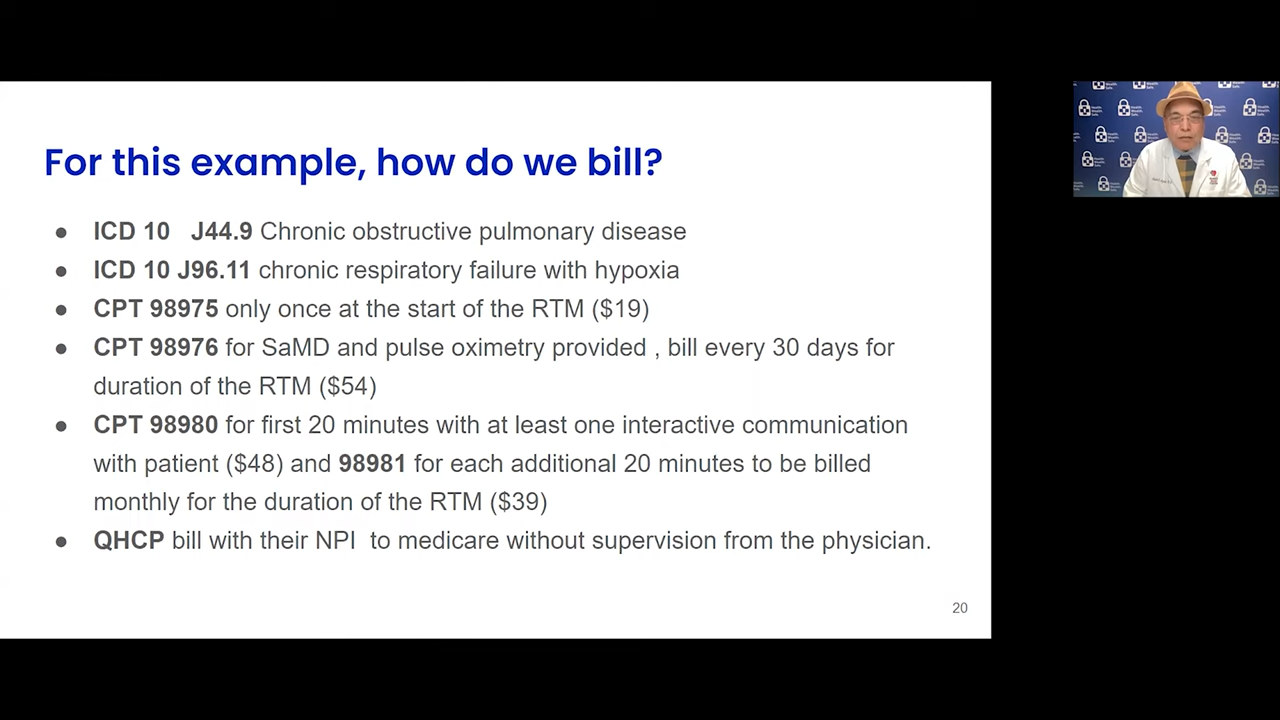 For this example, how do we bill?
● ICD 10 J44.9 Chronic obstructive pulmonary disease
● ICD 10 J96.11 chronic respiratory failure with hypoxia
● CPT 98975 only once at the start of the RTM ($19)
● CPT 98976 for SaMD and pulse oximetry provided , bill every 30 days for
duration of the RTM ($54)
● CPT 98980 for first 20 minutes with at least one interactive communication
with patient ($48) and 98981 for each additional 20 minutes to be billed
monthly for the duration of the RTM ($39)
● QHCP bill with their NPI to medicare without supervision from the physician.
20
Health.
Wealth.
Safe.